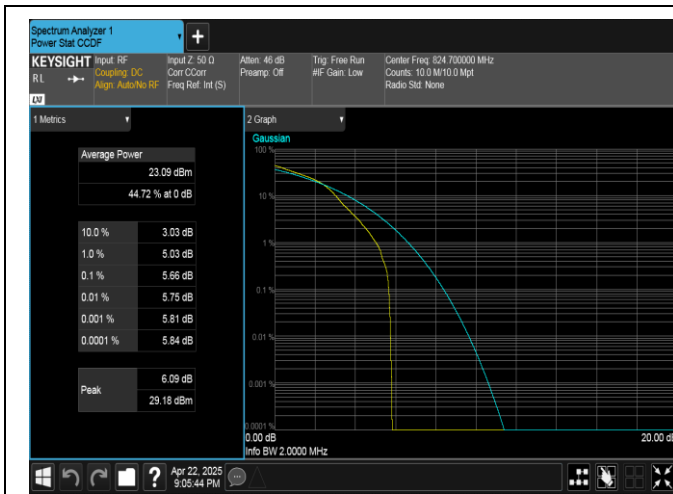 Spectrum Analyzer 1
Power Stat CCDF
+
KEYSIGHT
RL
LXI
Input: RF
Coupling: DC
Align: Auto/No RF
Input Z: 50 Ω
Corr CCorr
Freq Ref: Int (S)
Atten: 46 dB
Preamp: Off
Trig: Free Run
#IF Gain: Low
Center Freq: 824.700000 MHz
Counts: 10.0 M/10.0 Mpt
Radio Std: None
1 Metrics
Average Power
23.09 dBm
44.72 % at 0 dB
10.0 % 3.03 dB
1.0 % 5.03 dB
0.1 % 5.66 dB
0.01 % 5.75 dB
0.001 % 5.81 dB
0.0001 % 5.84 dB
Peak
6.09 dB
29.18 dBm
2 Graph
Gaussian
100 %
10 %
1 %
0.1 %
0.01 %
0.001 %
0.0001 %
0.00 dB 20.00 dB
Info BW 2.0000 MHz
?
Apr 22, 2025
9:05:44 PM